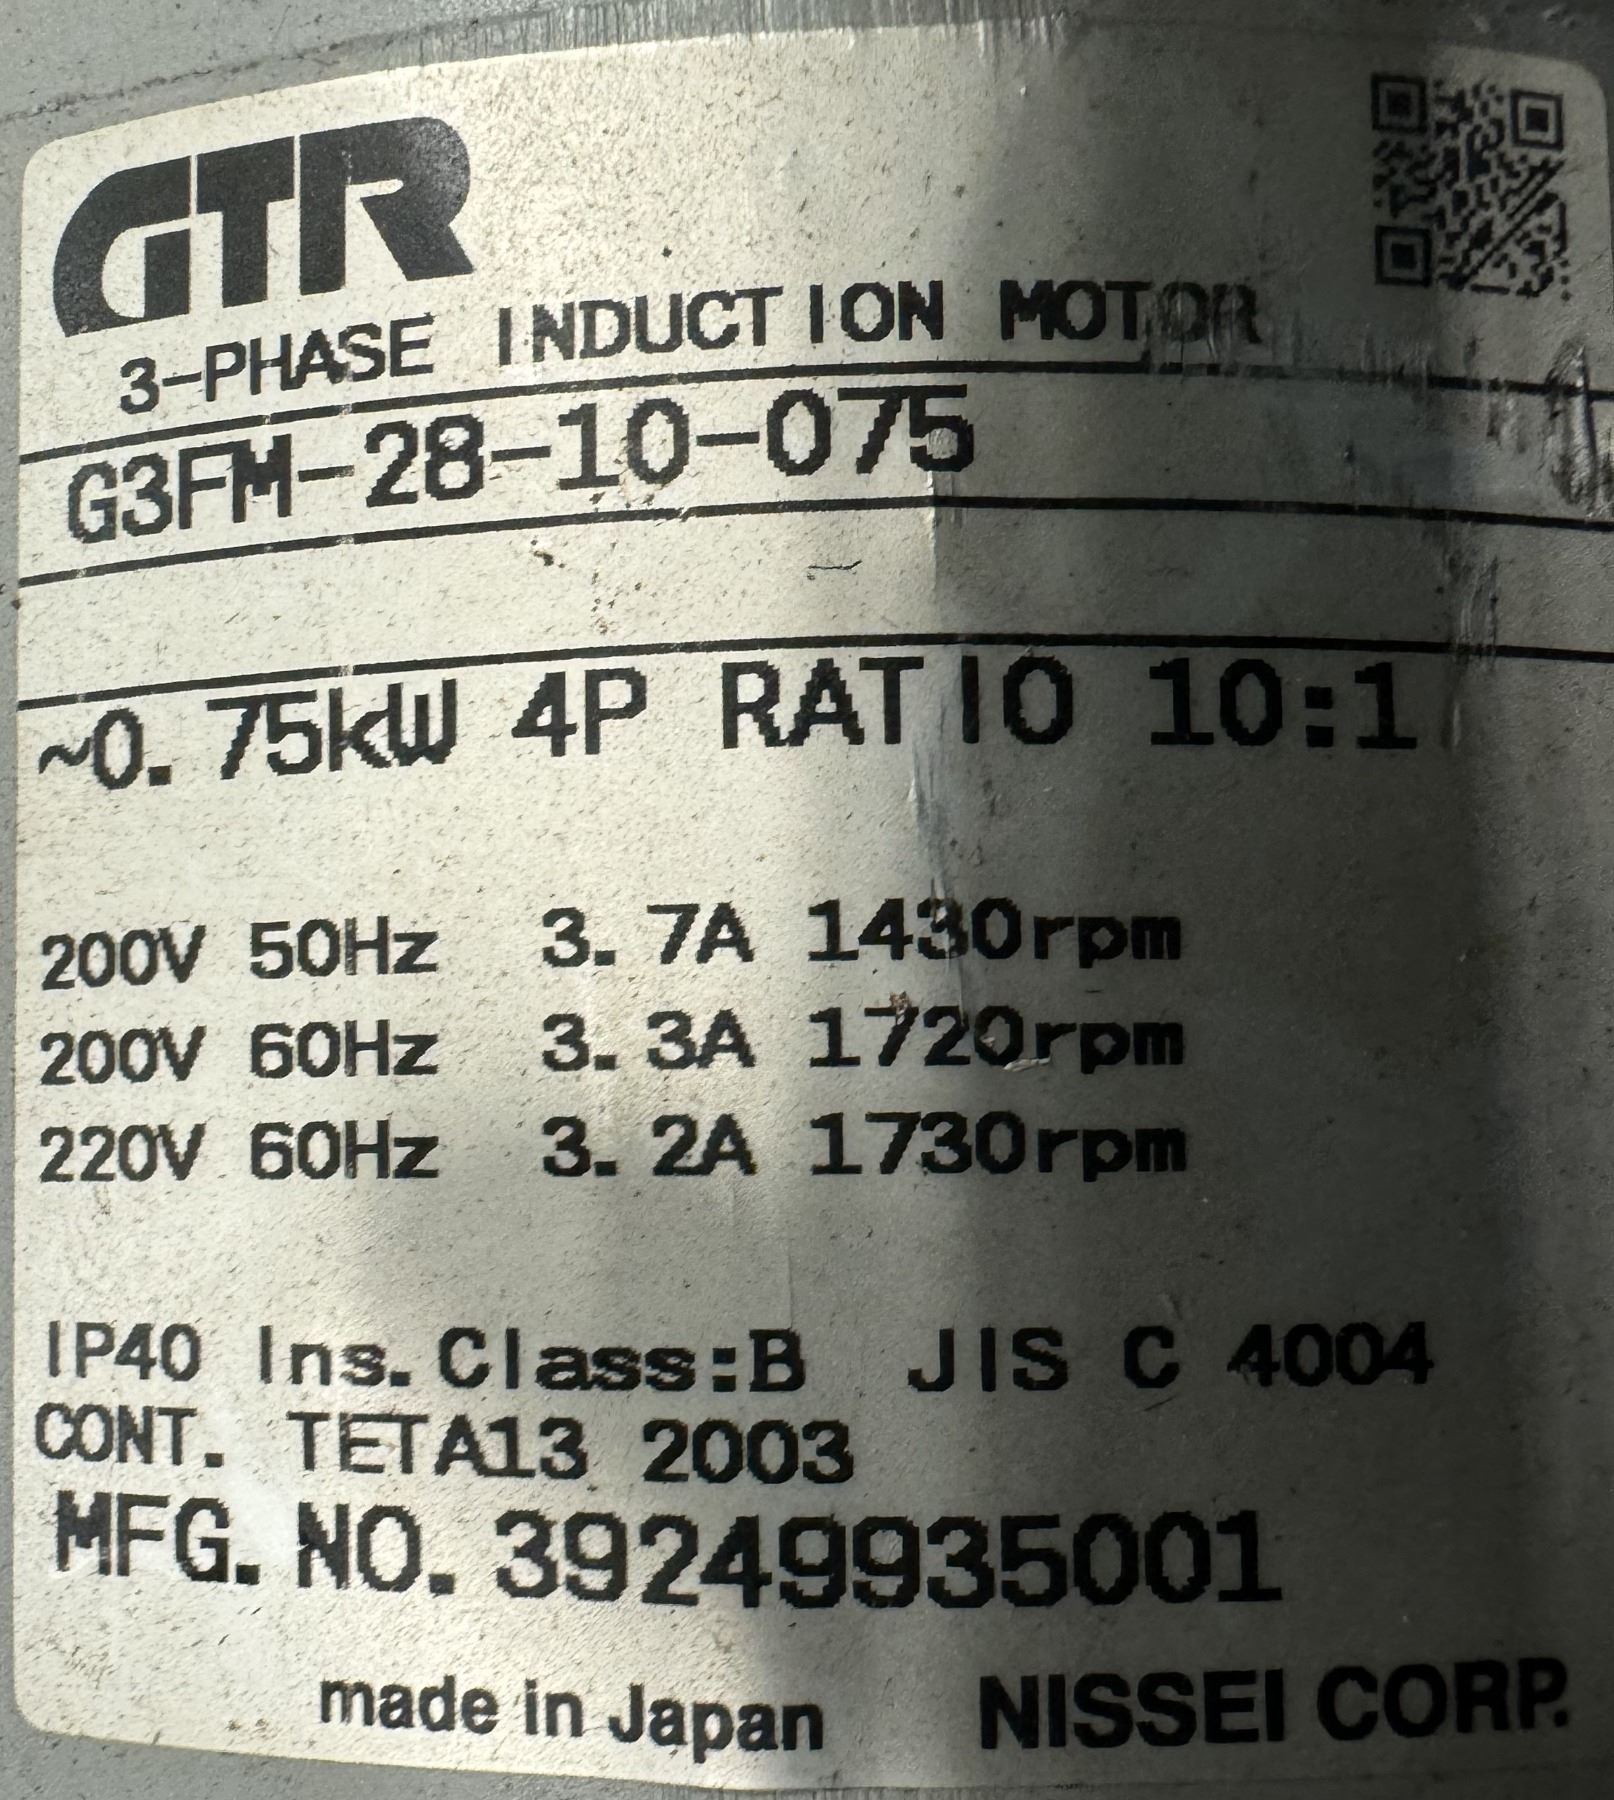 GTR
3-PHASE INDUCTION MOTOR
G3FM-28-10-075
~0.75kW 4P RATIO 10:1
200V 50Hz 3.7A 1430rpm
200V 60Hz 3.3A 1720rpm
220V 60Hz 3.2A 1730rpm
IP40 Ins.Class:B JIS C 4004
CONT. TETA13 2003
MFG.NO.39249935001
made in Japan NISSEI CORP.